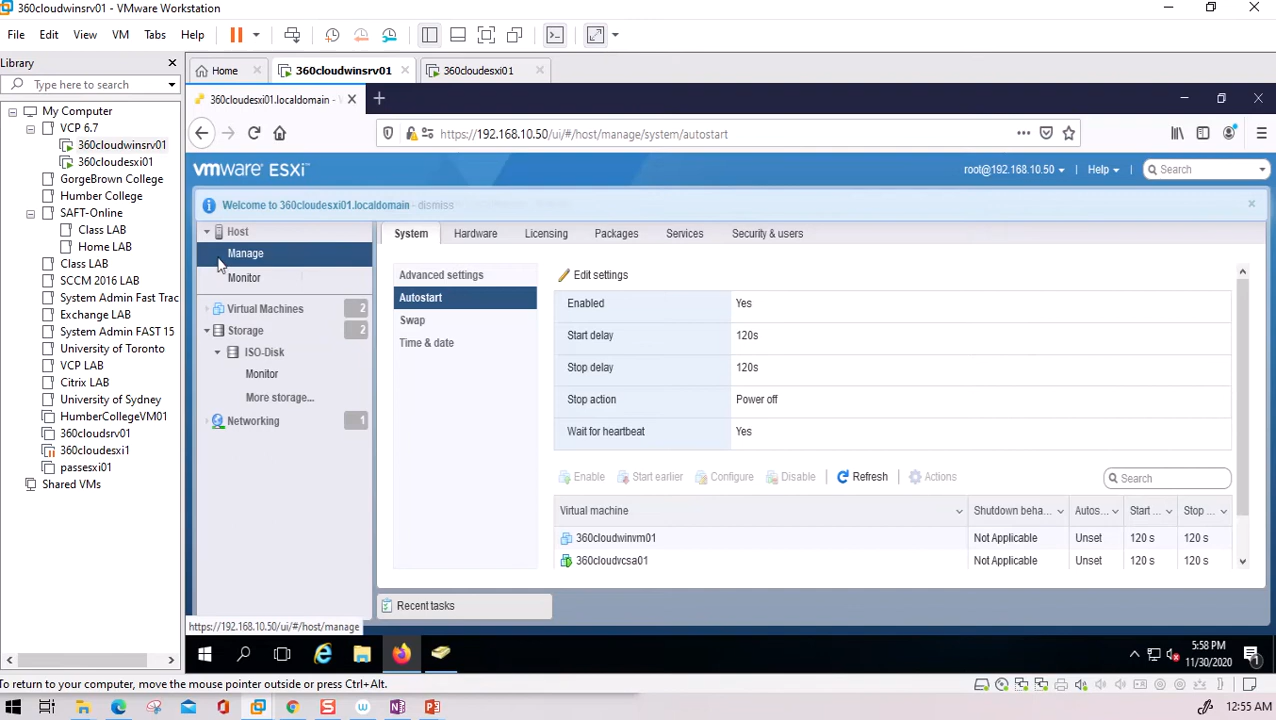 360cloudwinsrv01 - VMware Workstation
File Edit View VM Tabs Help
Library
Type here to search
My Computer
VCP 6.7
360cloudwinsrv01
360cloudesxi01
GorgeBrown College
Humber College
SAFT-Online
Class LAB
Home LAB
Class LAB
SCCM 2016 LAB
System Admin Fast Trac
Exchange LAB
System Admin FAST 15
University of Toronto
VCP LAB
Citrix LAB
University of Sydney
HumberCollegeVM01
360cloudsrv01
360cloudesxi1
passesxi01
Shared VMs
Home 360cloudwinsrv01 360cloudesxi01
360cloudesxi01.localdomain - V
https://192.168.10.50/ui/#/host/manage/system/autostart
vmware ESXi™
root@192.168.10.50 Help Search
Welcome to 360cloudesxi01.localdomain - dismiss
Host
Manage
Monitor
Virtual Machines 2
Storage 2
ISO-Disk
Monitor
More storage...
Networking 1
System Hardware Licensing Packages Services Security & users
Advanced settings
Autostart
Swap
Time & date
Edit settings
Enabled Yes
Start delay 120s
Stop delay 120s
Stop action Power off
Wait for heartbeat Yes
Enable Start earlier Configure Disable Refresh Actions Search
Virtual machine Shutdown beha... Autos... Start ... Stop ...
360cloudwinvm01 Not Applicable Unset 120 s 120 s
360cloudvcsa01 Not Applicable Unset 120 s 120 s
Recent tasks
https://192.168.10.50/ui/#/host/manage
5:58 PM
11/30/2020
1
To return to your computer, move the mouse pointer outside or press Ctrl+Alt.
12:55 AM